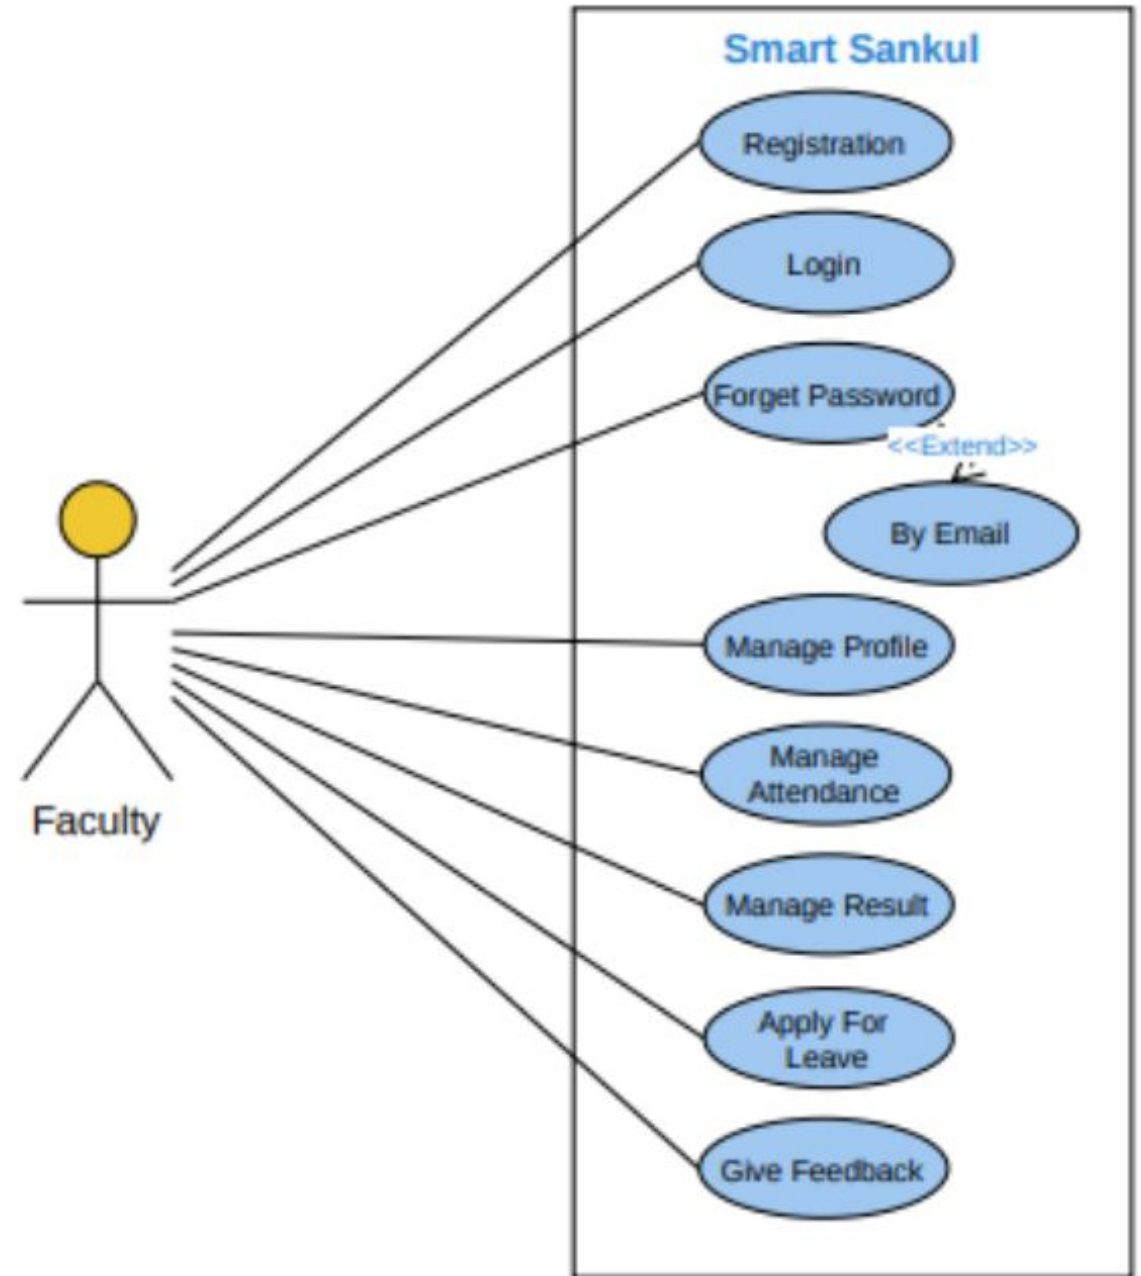 Smart Sankul
Registration
Login
Forget Password
<<Extend>>
By Email
Manage Profile
Manage
Attendance
Manage Result
Apply For
Leave
Give Feedback
Faculty